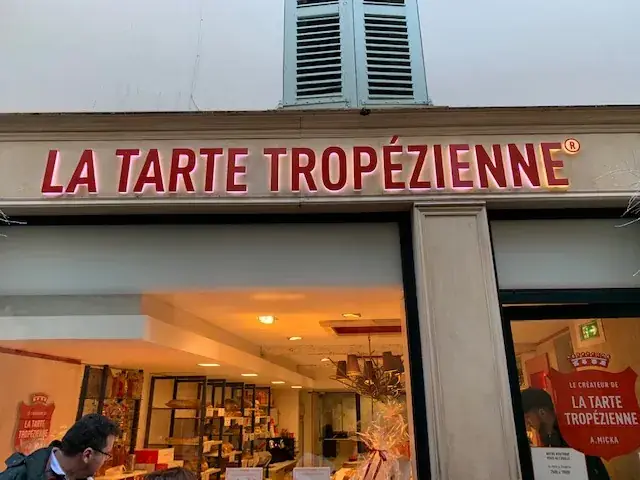 LA TARTE TROPÉZIENNE®
LE CRÉATEUR DE
LA TARTE
TROPÉZIENNE
A.MICKA
LA TARTE
TROPÉZIENNE